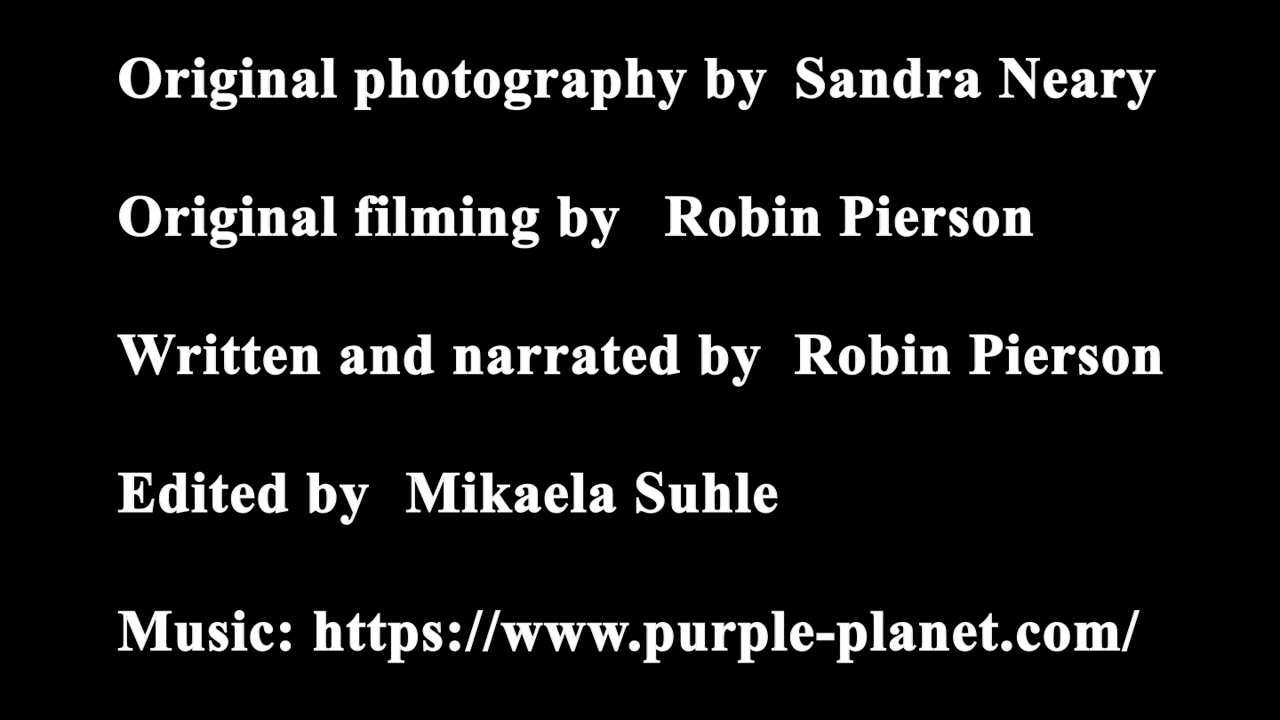 Original photography by Sandra Neary
Original filming by Robin Pierson
Written and narrated by Robin Pierson
Edited by Mikaela Suhle
Music: https://www.purple-planet.com/